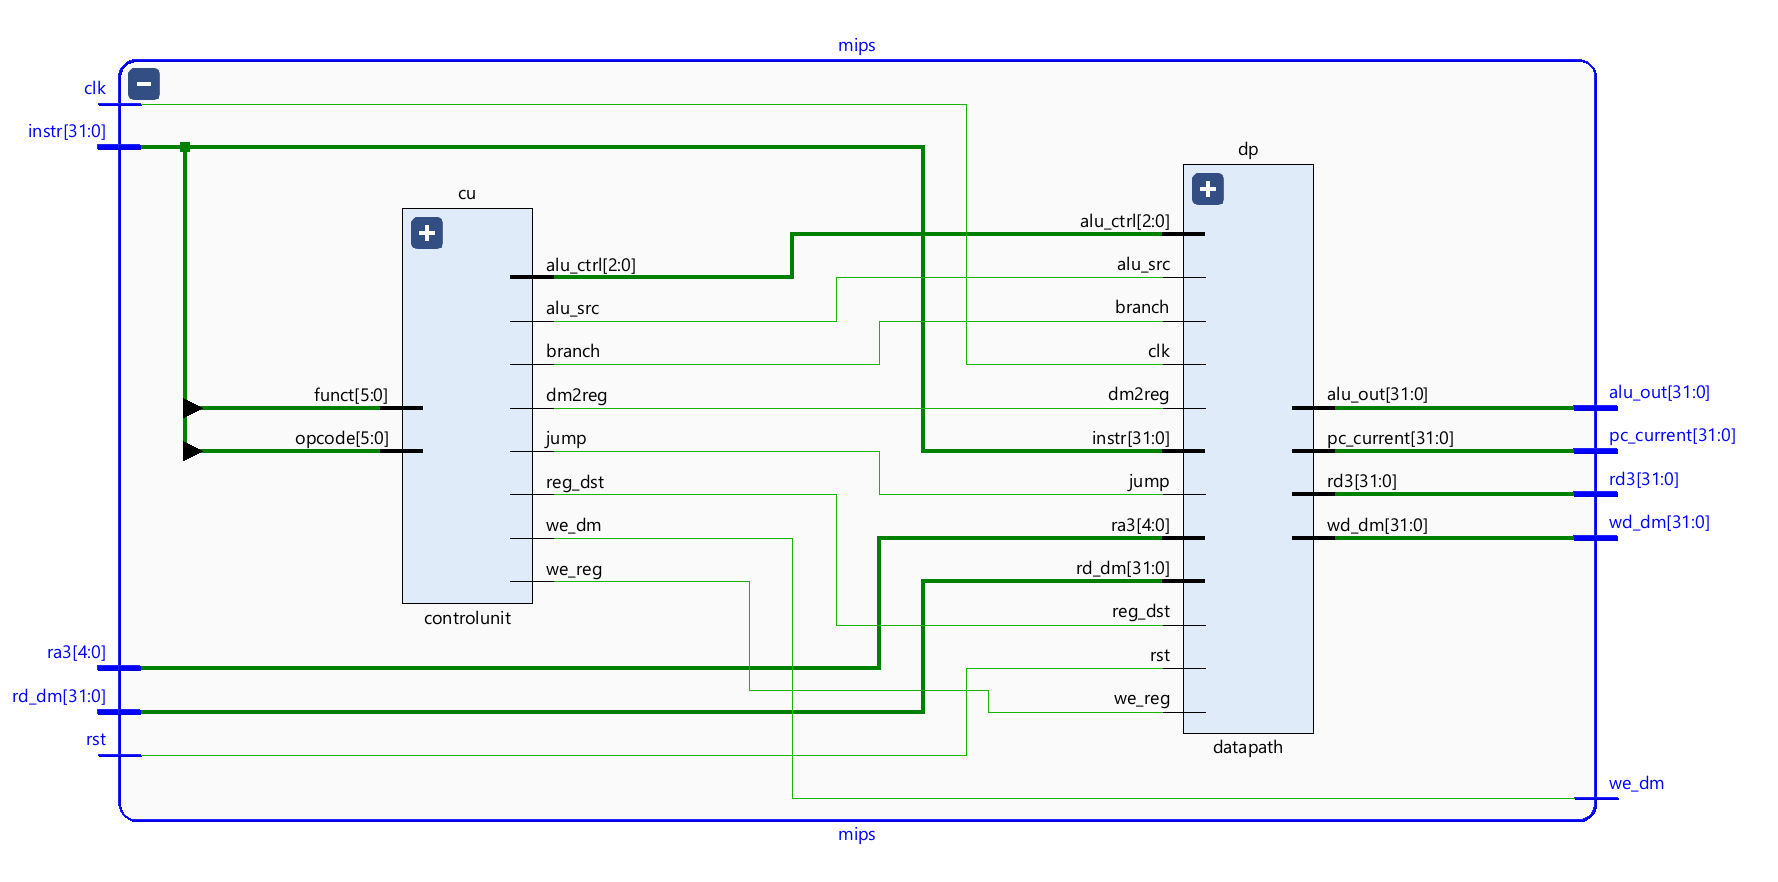 mips
clk
instr[31:0]
ra3[4:0]
rd_dm[31:0]
rst
cu
funct[5:0]
opcode[5:0]
alu_ctrl[2:0]
alu_src
branch
dm2reg
jump
reg_dst
we_dm
we_reg
controlunit
dp
alu_ctrl[2:0]
alu_src
branch
clk
dm2reg
instr[31:0]
jump
ra3[4:0]
rd_dm[31:0]
reg_dst
rst
we_reg
alu_out[31:0]
pc_current[31:0]
rd3[31:0]
wd_dm[31:0]
datapath
alu_out[31:0]
pc_current[31:0]
rd3[31:0]
wd_dm[31:0]
we_dm
mips